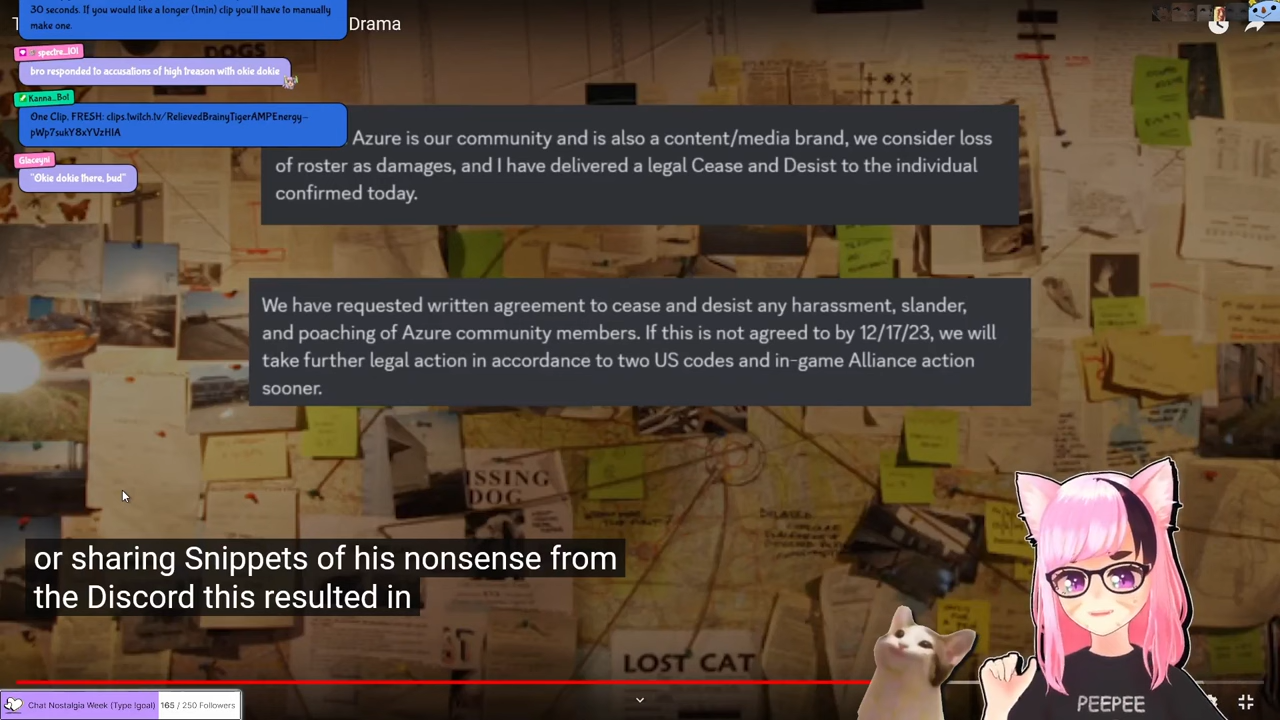 30 seconds. If you would like a longer (1min) clip you'll have to manually
make one.
Drama
DOGS
spectre_101
bro responded to accusations of high treason with okie dokie
Kanna_Bot
One Clip. FRESH: clips.twitch.tv/RelievedBrainyTigerAMPEnergy-
pWp7sukY8xYVzHIA
Glaceyni
"Okie dokie there, bud"
Azure is our community and is also a content/media brand, we consider loss
of roster as damages, and I have delivered a legal Cease and Desist to the individual
confirmed today.
We have requested written agreement to cease and desist any harassment, slander,
and poaching of Azure community members. If this is not agreed to by 12/17/23, we will
take further legal action in accordance to two US codes and in-game Alliance action
sooner.
ISSING
DOG
or sharing Snippets of his nonsense from
the Discord this resulted in
LOST CAT
PEEPEE
Chat Nostalgia Week (Type !goal)
165 / 250 Followers